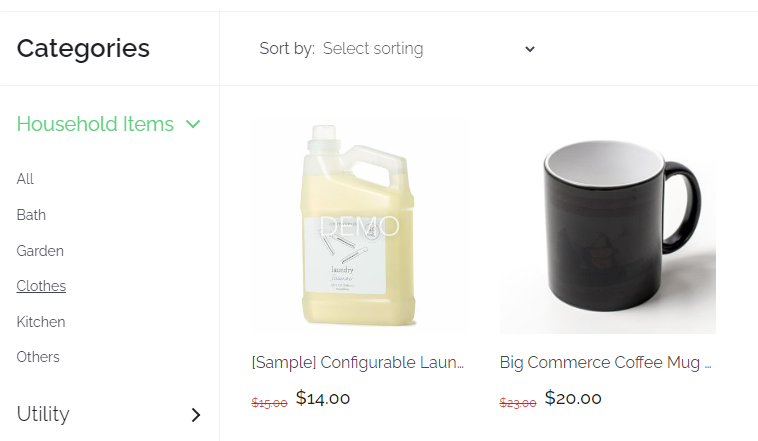 Categories
Sort by: Select sorting
Household Items
All
Bath
Garden
Clothes
Kitchen
Others
Utility
DEMO
laundry
[Sample] Configurable Laun...
$15.00 $14.00
Big Commerce Coffee Mug ...
$23.00 $20.00